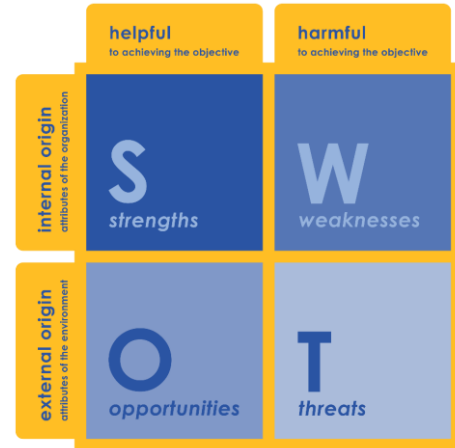 helpful
to achieving the objective
harmful
to achieving the objective
internal origin
attributes of the organization
S
strengths
W
weaknesses
external origin
attributes of the environment
O
opportunities
T
threats